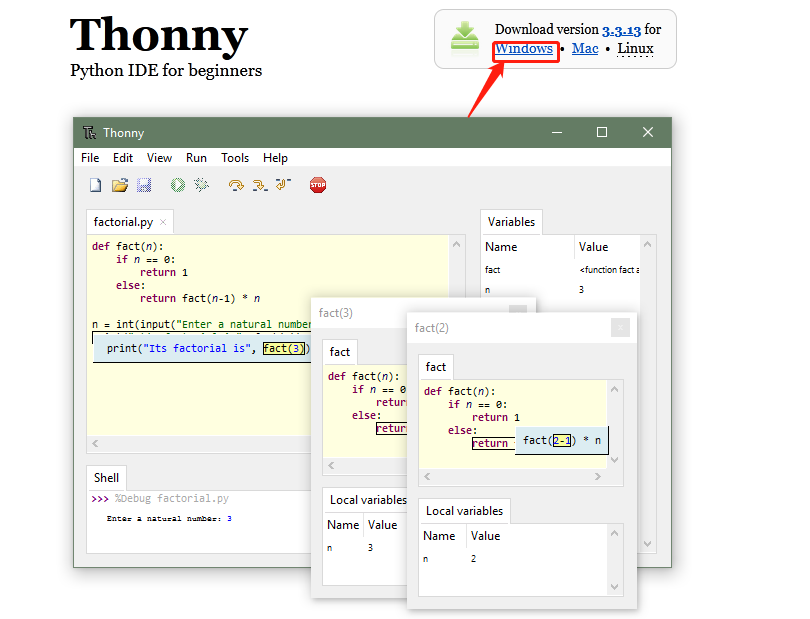 Thonny
Python IDE for beginners
Download version 3.3.13 for
Windows • Mac • Linux
Thonny
File Edit View Run Tools Help
STOP
factorial.py ×
def fact(n):
    if n == 0:
        return 1
    else:
        return fact(n-1) * n
n = int(input("Enter a natural number
print("Its factorial is", fact(3))
Shell
>>> %Debug factorial.py
Enter a natural number: 3
Variables
Name Value
fact <function fact a
n 3
fact(3)
fact
def fact(n):
    if n == 0
        retur
    else:
        retur
Local variables
Name Value
n 3
fact(2)
fact
def fact(n):
    if n == 0:
        return 1
    else:
        return fact(2-1) * n
Local variables
Name Value
n 2